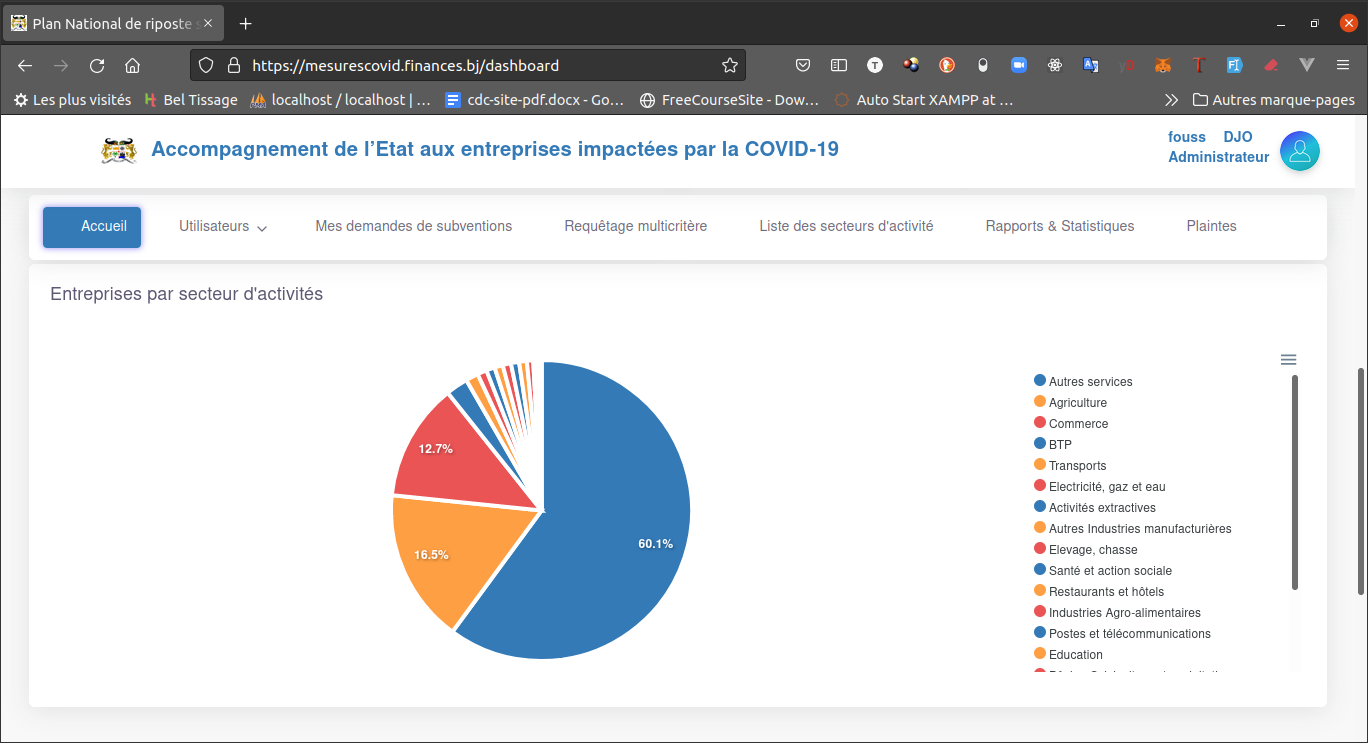 Plan National de riposte s
https://mesurescovid.finances.bj/dashboard
Les plus visités
Bel Tissage
localhost / localhost | ...
cdc-site-pdf.docx - Go...
FreeCourseSite - Dow...
Auto Start XAMPP at ...
Autres marque-pages
Accompagnement de l'Etat aux entreprises impactées par la COVID-19
fouss DJO
Administrateur
Accueil
Utilisateurs
Mes demandes de subventions
Requêtage multicritère
Liste des secteurs d'activité
Rapports & Statistiques
Plaintes
Entreprises par secteur d'activités
12.7%
16.5%
60.1%
Autres services
Agriculture
Commerce
BTP
Transports
Electricité, gaz et eau
Activités extractives
Autres Industries manufacturières
Elevage, chasse
Santé et action sociale
Restaurants et hôtels
Industries Agro-alimentaires
Postes et télécommunications
Education